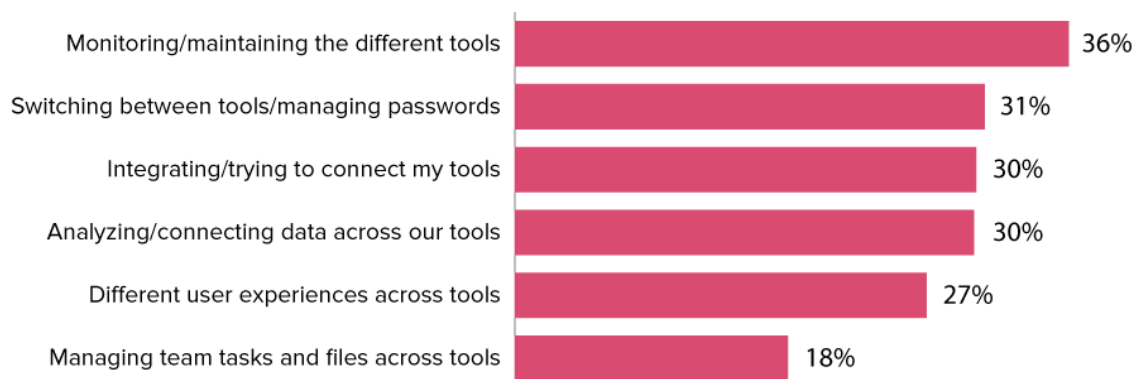 Monitoring/maintaining the different tools 36%
Switching between tools/managing passwords 31%
Integrating/trying to connect my tools 30%
Analyzing/connecting data across our tools 30%
Different user experiences across tools 27%
Managing team tasks and files across tools 18%